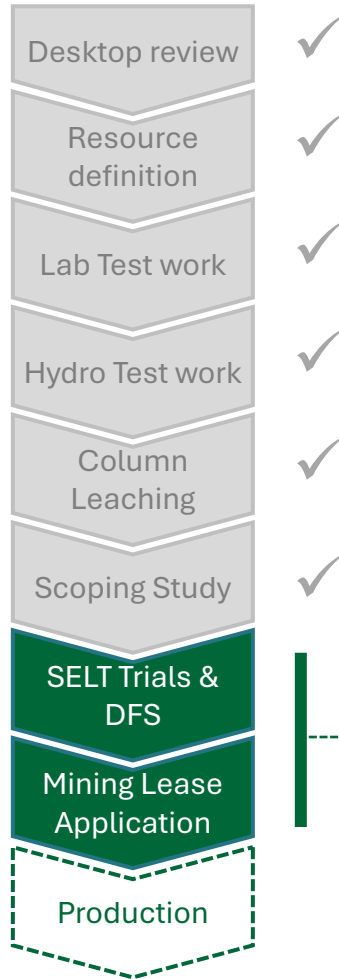 Desktop review
Resource
definition
Lab Test work
Hydro Test work
Column
Leaching
Scoping Study
SELT Trials &
DFS
Mining Lease
Application
Production